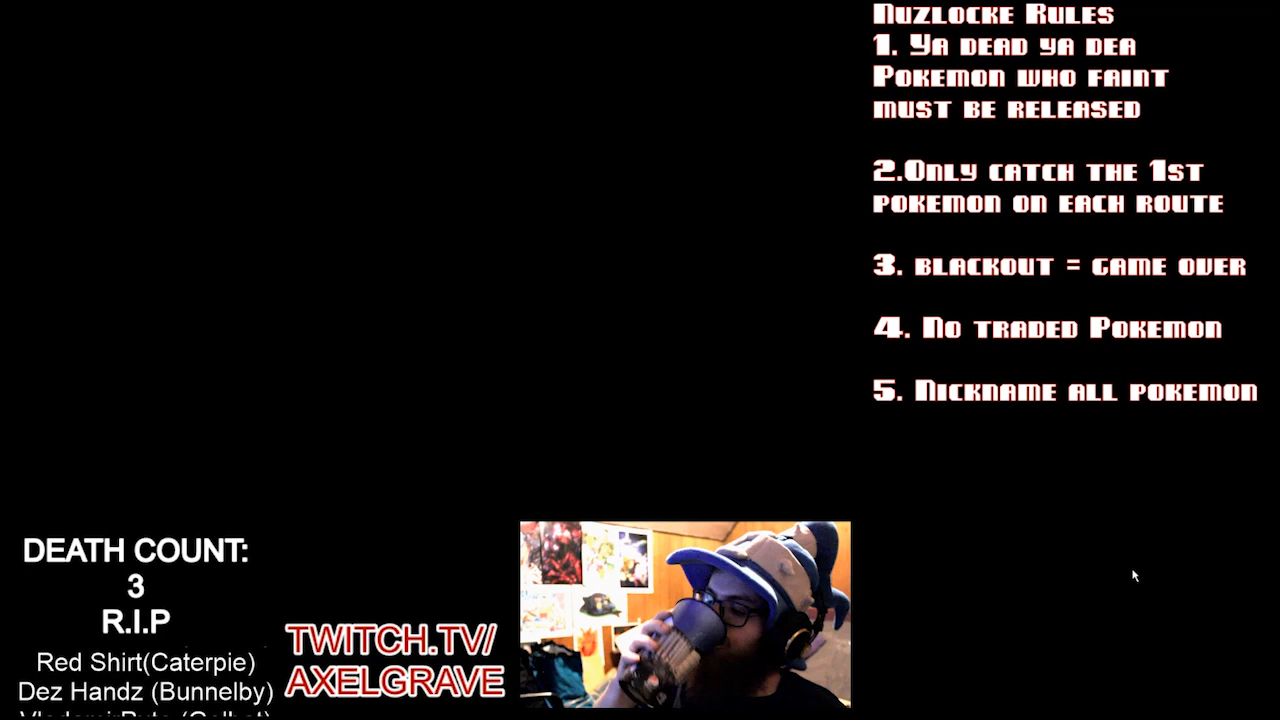 Nuzlocke Rules
1. Ya dead ya dea
Pokemon who faint
must be released
2.Only catch the 1st
pokemon on each route
3. blackout = game over
4. No traded Pokemon
5. Nickname all pokemon
DEATH COUNT:
3
R.I.P
Red Shirt(Caterpie)
Dez Handz (Bunnelby)
TWITCH.TV/
AXELGRAVE